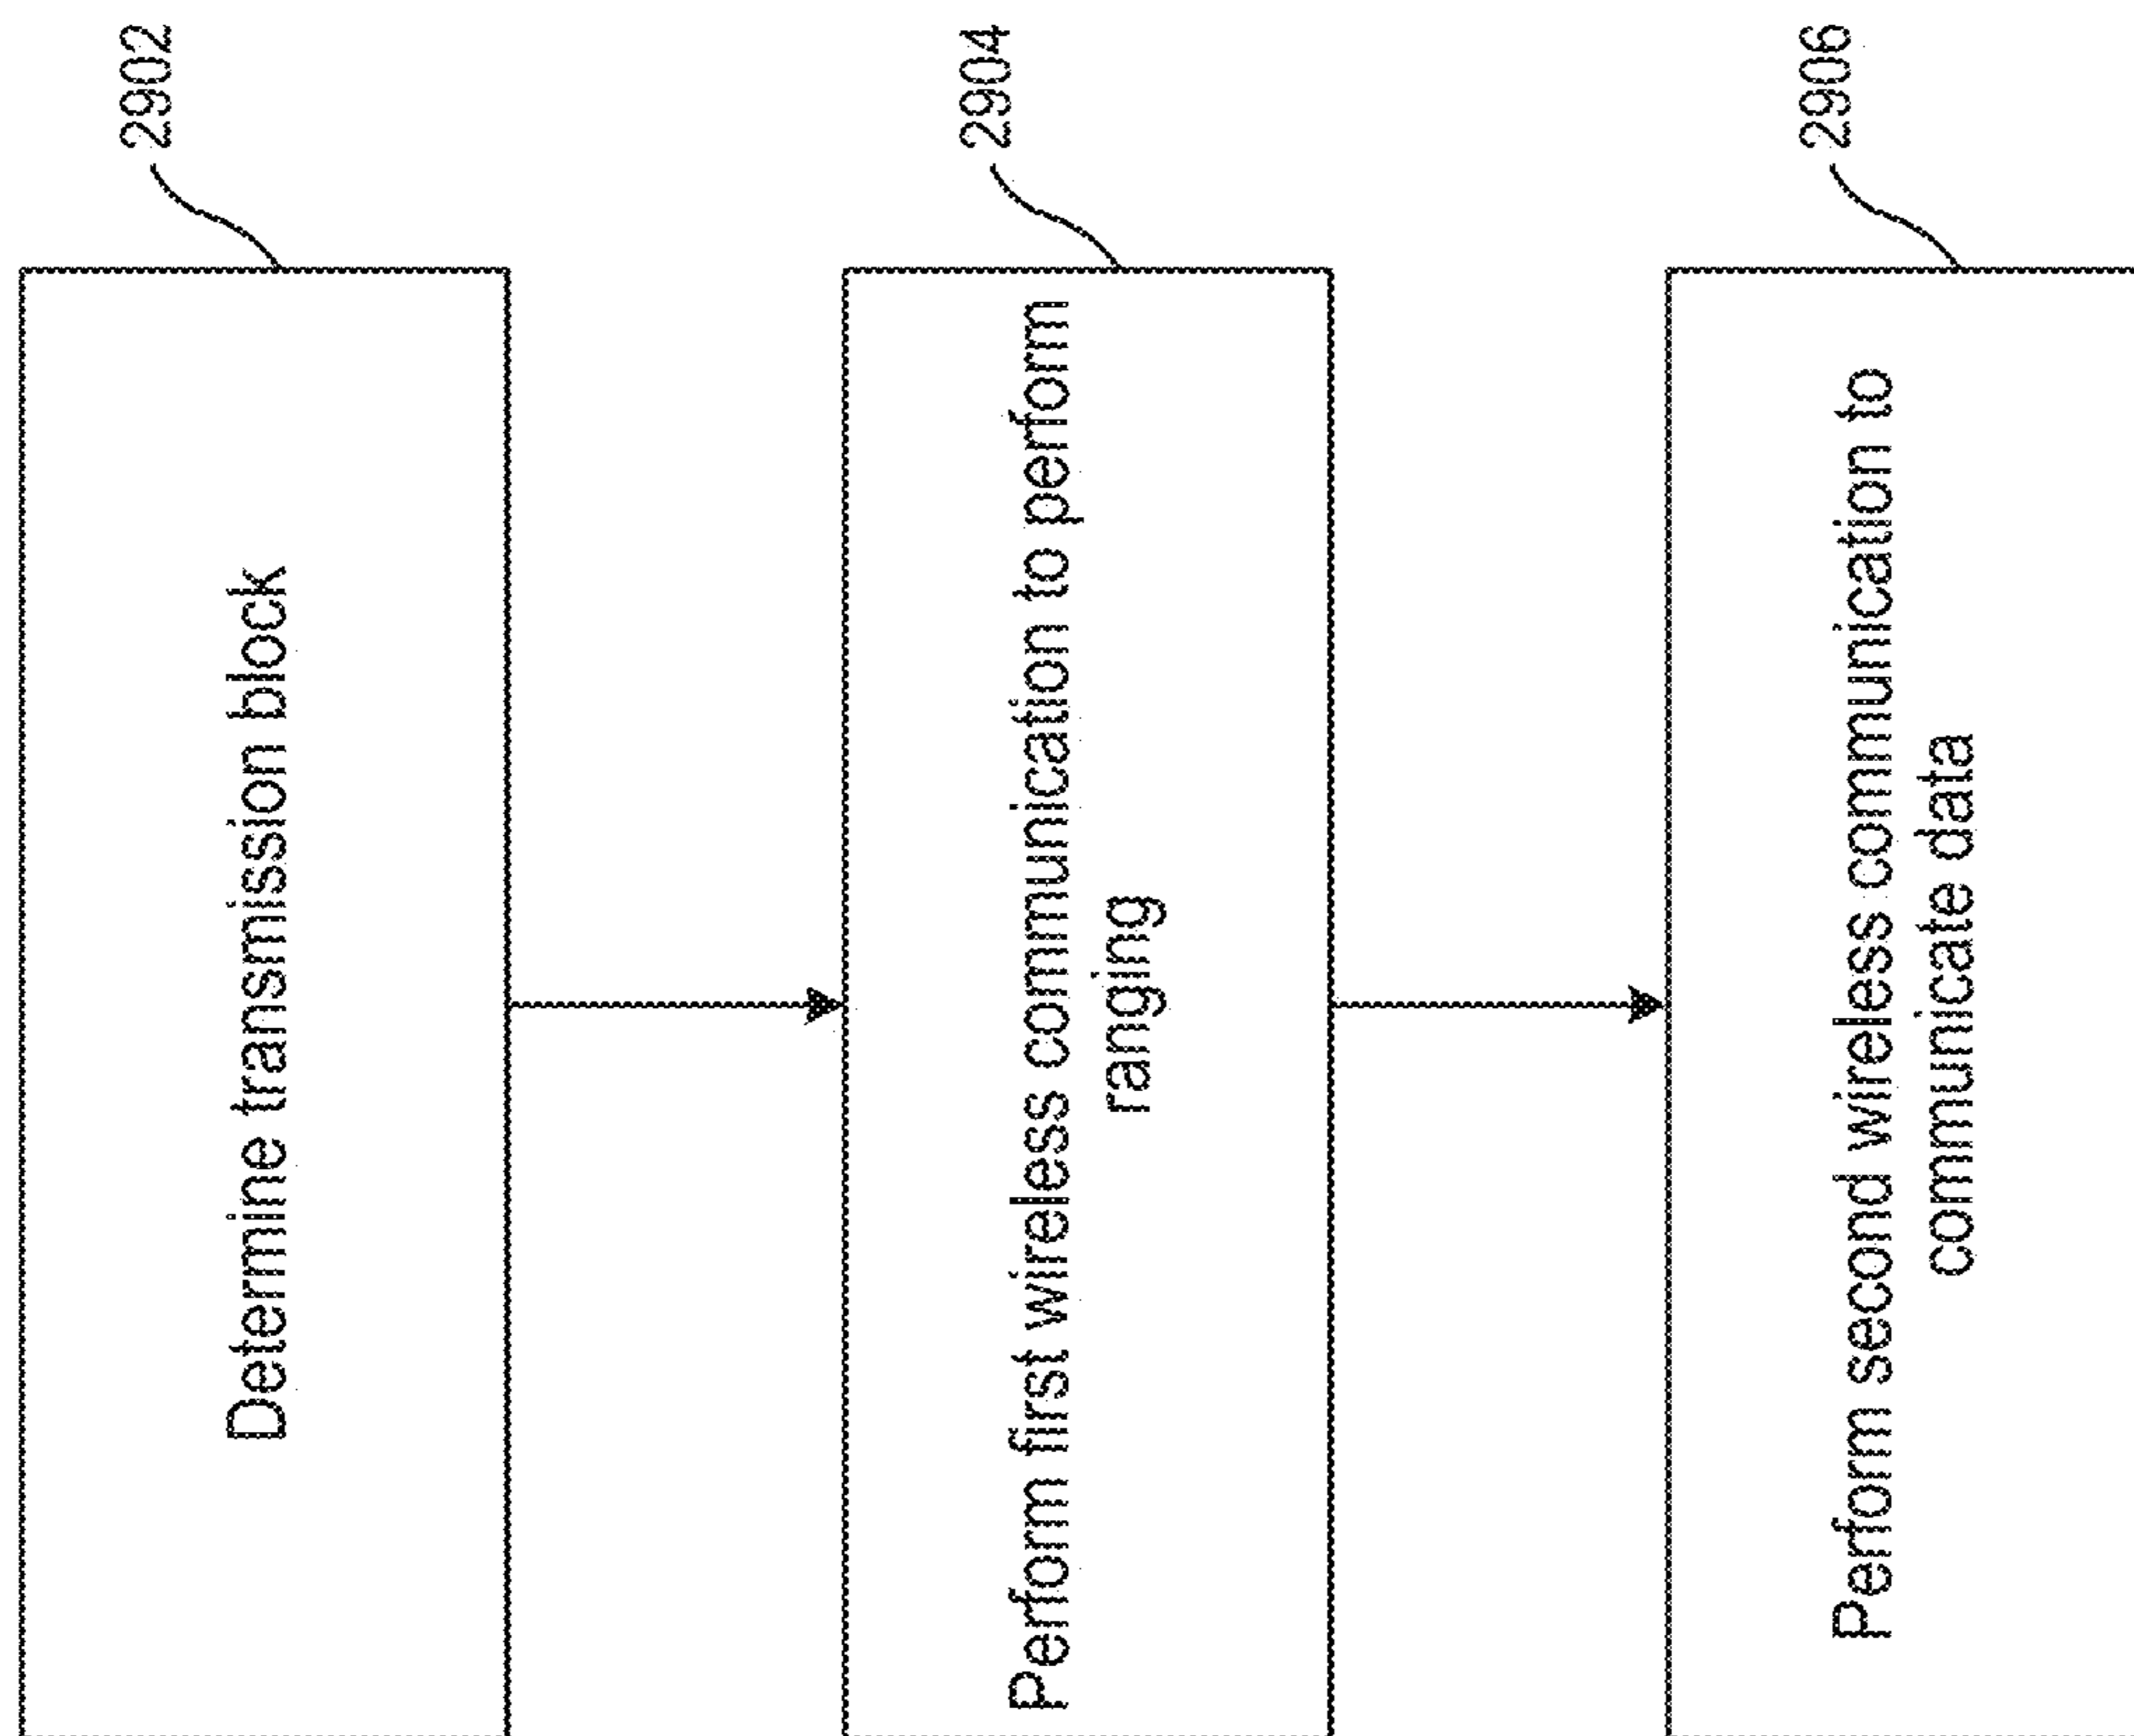 Determine transmission block
2902
Perform first wireless communication to perform
ranging
2904
Perform second wireless communication to
communicate data
2906